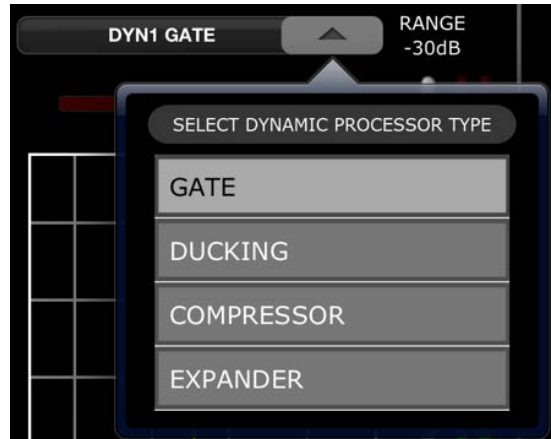 DYN1 GATE
RANGE
-30dB
SELECT DYNAMIC PROCESSOR TYPE
GATE
DUCKING
COMPRESSOR
EXPANDER